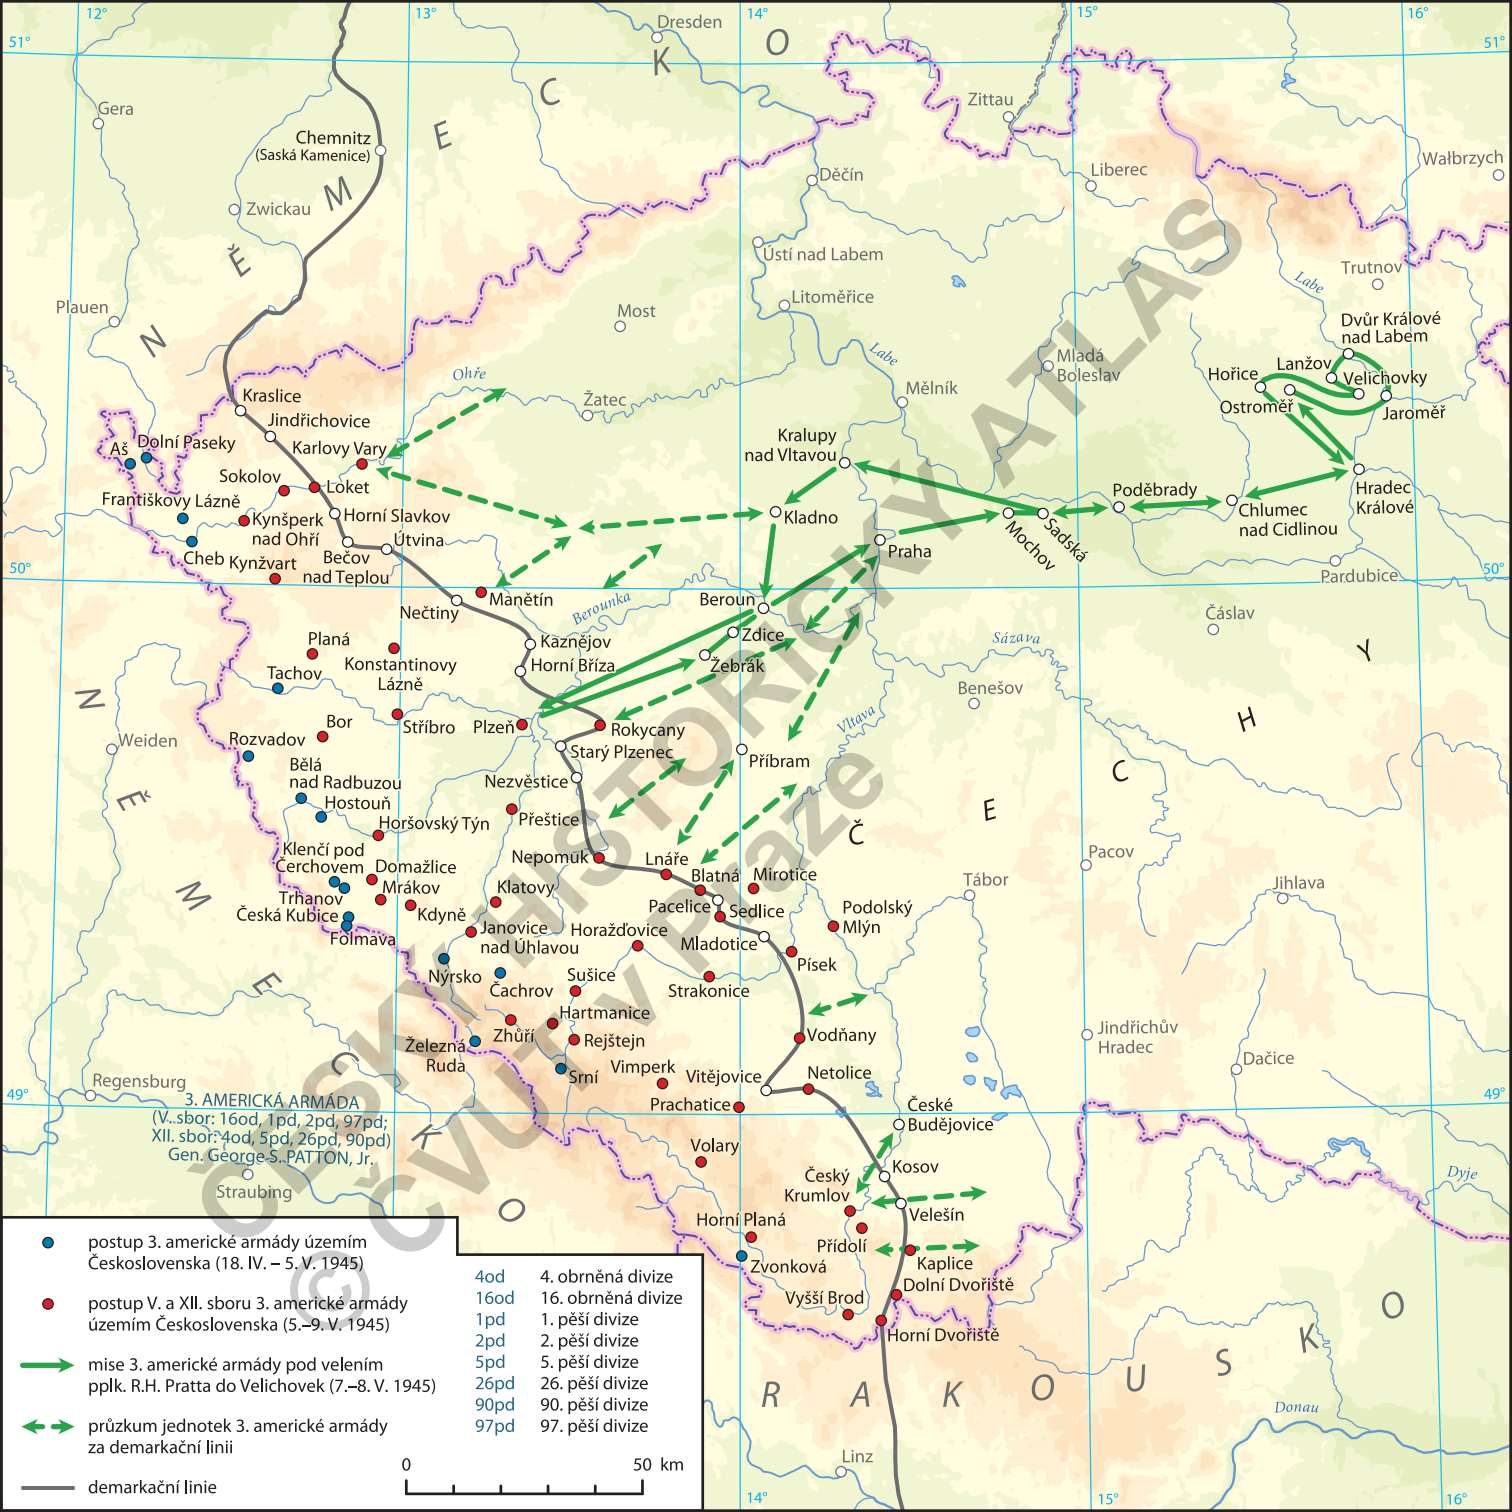 12°
13°
14°
15°
16°
51°
51°
Dresden
O
K
C
E
M
Ě
N
Gera
Chemnitz
(Saská Kamenice)
Zwickau
Plauen
Zittau
Liberec
Wałbrzych
Děčín
Ústí nad Labem
Litoměřice
Most
Labe
Trutnov
Labe
Mladá
Boleslav
Mělník
Žatec
Ohře
Dvůr Králové
nad Labem
Lanžov
Hořice
Velichovky
Ostroměř
Jaroměř
Kraslice
Jindřichovice
Karlovy Vary
Dolní Paseky
Aš
Sokolov
Loket
Františkovy Lázně
Kynšperk
nad Ohří
Horní Slavkov
Cheb
Kynžvart
Bečov
nad Teplou
Útvina
Kralupy
nad Vltavou
Kladno
Praha
Mochov
Sadská
Poděbrady
Chlumec
nad Cidlinou
Hradec
Králové
Pardubice
50°
50°
Nečtiny
Manětín
Berounka
Beroun
Zdice
Žebrák
Čáslav
Sázava
Benešov
Vltava
Kaznějov
Horní Bříza
Planá
Tachov
Konstantinovy
Lázně
Stříbro
Bor
Plzeň
Rokycany
Starý Plzenec
Příbram
Rozvadov
Weiden
Bělá
nad Radbuzou
Hostouň
Nezvěstice
Přeštice
Horšovský Týn
Klenčí pod
Čerchovem
Domažlice
Trhanov
Mrákov
Česká Kubice
Kdyně
Folmava
Nepomuk
Lnáře
Blatná
Mirotice
Klatovy
Pacelice
Sedlice
Podolský
Mlýn
Janovice
nad Úhlavou
Horažďovice
Mladotice
Písek
Nýrsko
Čachrov
Sušice
Strakonice
Hartmanice
Zhůří
Rejštejn
Železná
Ruda
Srní
Vodňany
Vimperk
Vitějovice
Netolice
Prachatice
Tábor
Pacov
Jihlava
Jindřichův
Hradec
Dačice
Č
E
C
H
Y
N
Ě
M
E
C
K
O
49°
49°
Regensburg
3. AMERICKÁ ARMÁDA
(V. sbor: 16od, 1pd, 2pd, 97pd;
XII. sbor: 4od, 5pd, 26pd, 90pd)
Gen. George S. PATTON, Jr.
Straubing
České
Budějovice
Volary
Kosov
Český
Krumlov
Velešín
Horní Planá
Přídolí
Zvonková
Kaplice
Dolní Dvořiště
Vyšší Brod
Horní Dvořiště
Dyje
R
A
K
O
U
S
K
O
Donau
Linz
14°
15°
16°
ČESKÝ HISTORICKÝ ATLAS
© ČVUT v Praze
postup 3. americké armády územím
Československa (18. IV. – 5. V. 1945)
postup V. a XII. sboru 3. americké armády
územím Československa (5.–9. V. 1945)
mise 3. americké armády pod velením
pplk. R.H. Pratta do Velichovek (7.–8. V. 1945)
průzkum jednotek 3. americké armády
za demarkační linii
demarkační linie
4od 4. obrněná divize
16od 16. obrněná divize
1pd 1. pěší divize
2pd 2. pěší divize
5pd 5. pěší divize
26pd 26. pěší divize
90pd 90. pěší divize
97pd 97. pěší divize
0 50 km